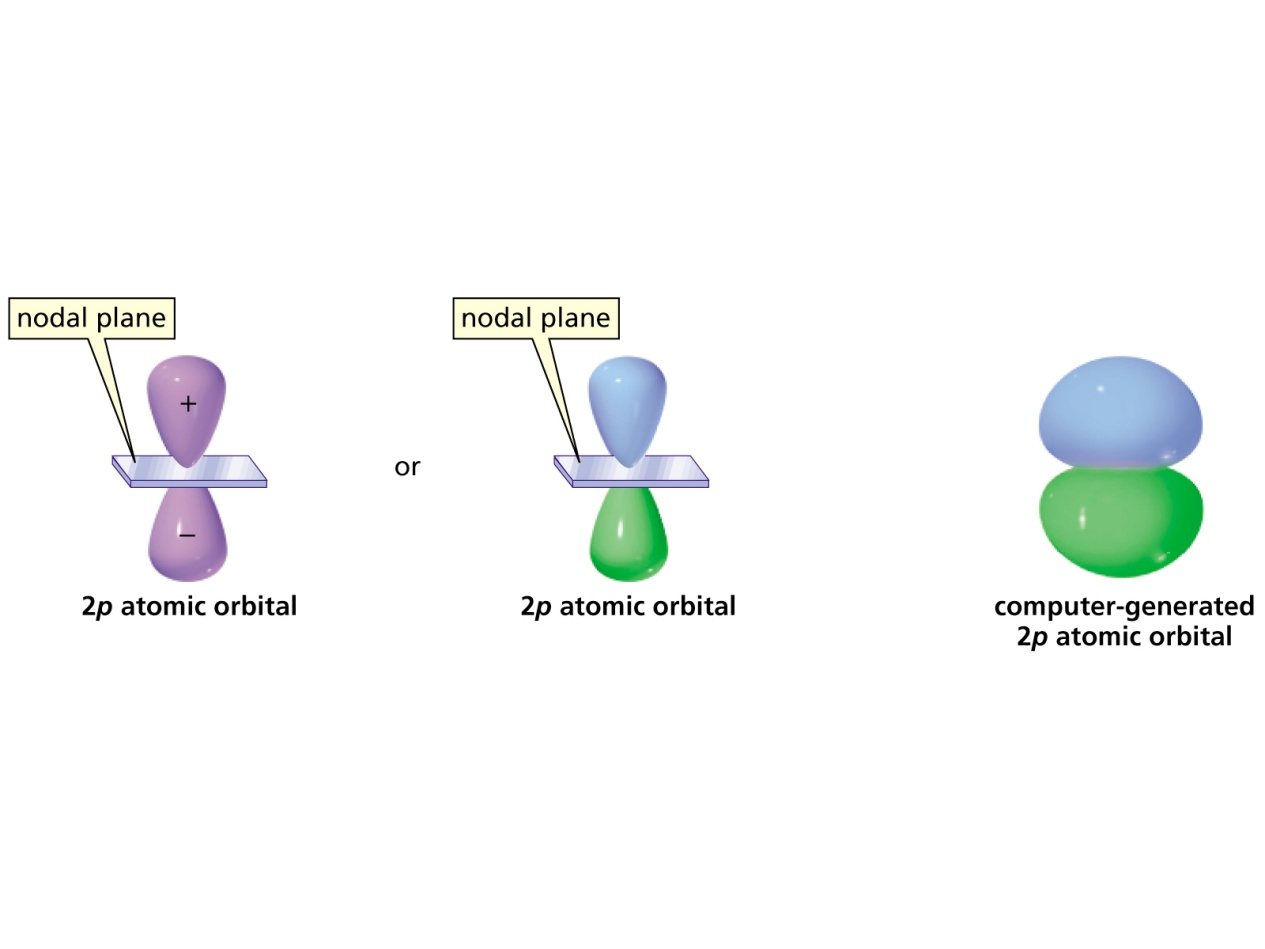 nodal plane
+
–
2p atomic orbital
or
nodal plane
2p atomic orbital
computer-generated
2p atomic orbital